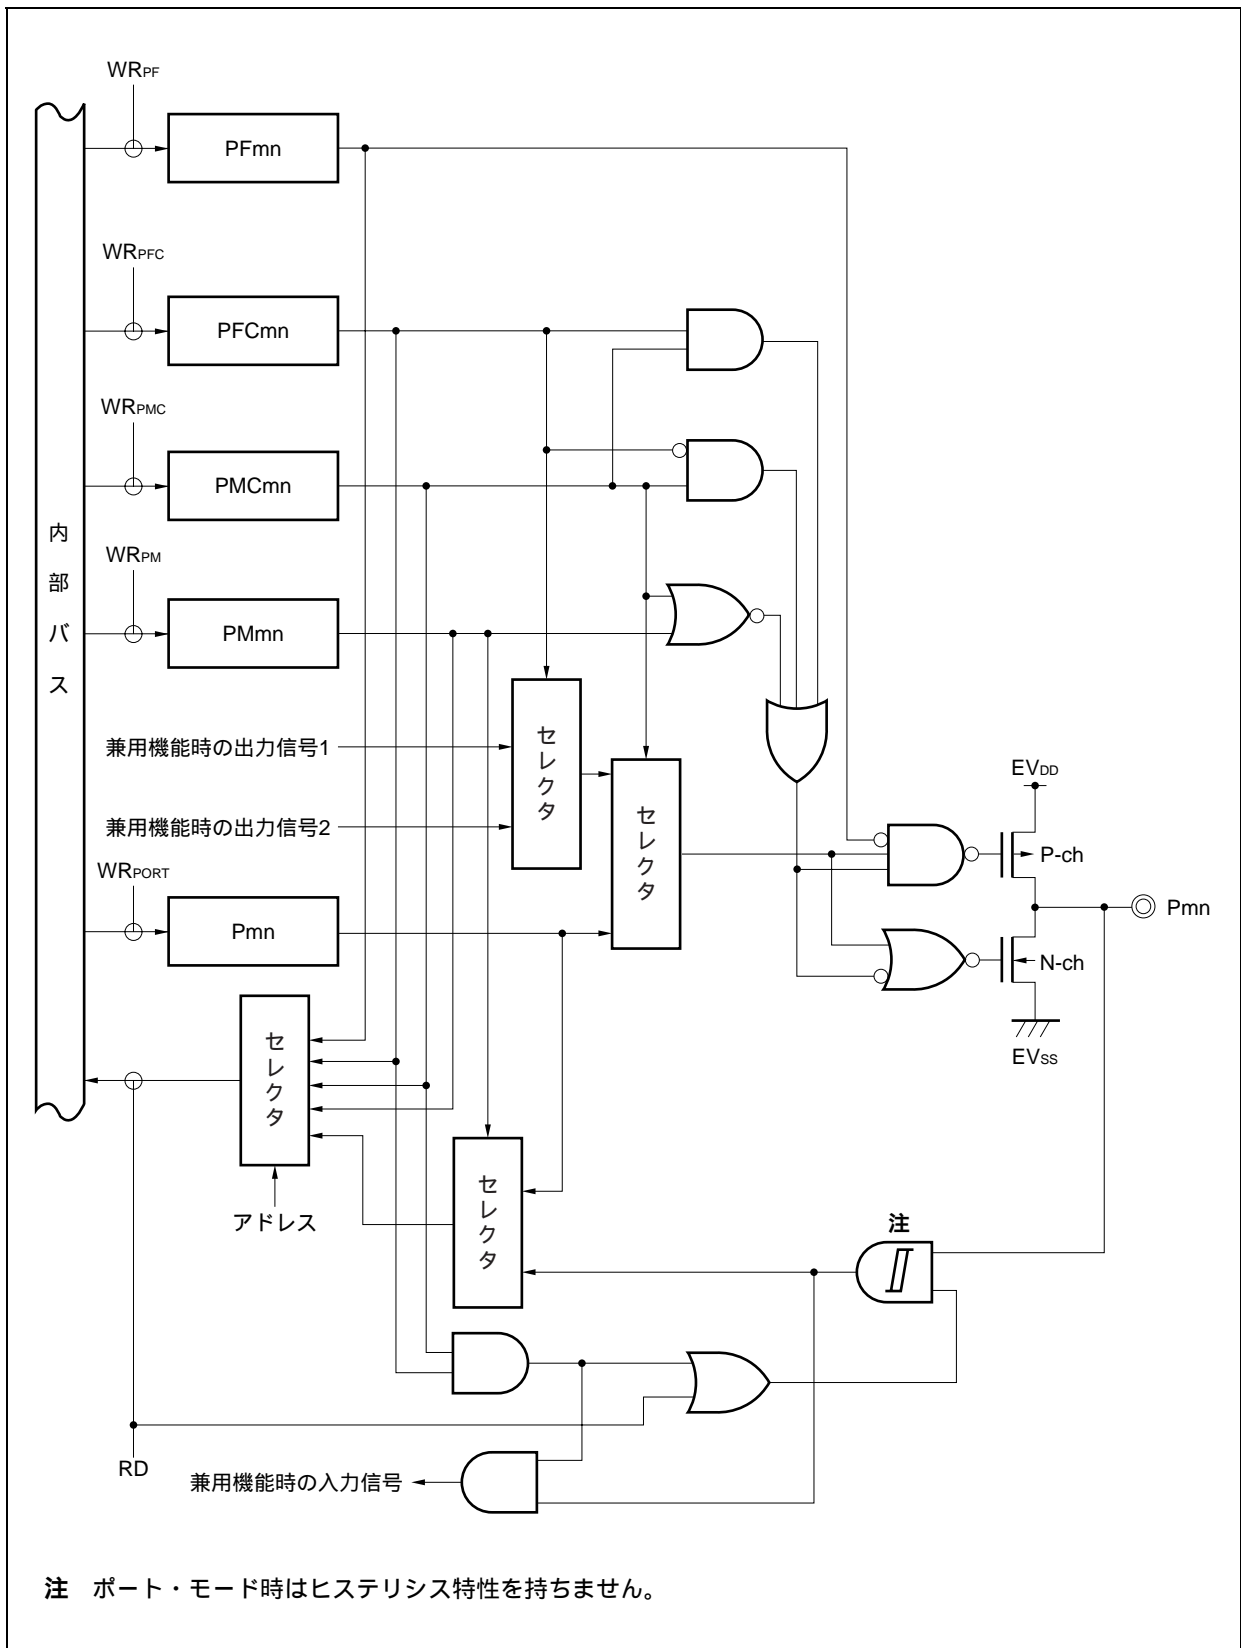 WRPF
PFmn
WRPFC
PFCmn
WRPMC
PMCmn
内部バス
WRPM
PMmn
兼用機能時の出力信号1
セレクタ
兼用機能時の出力信号2
セレクタ
EVDD
P-ch
WRPORT
Pmn
Pmn
N-ch
EVSS
セレクタ
アドレス
セレクタ
注
RD
兼用機能時の入力信号
注 ポート・モード時はヒステリシス特性を持ちません。